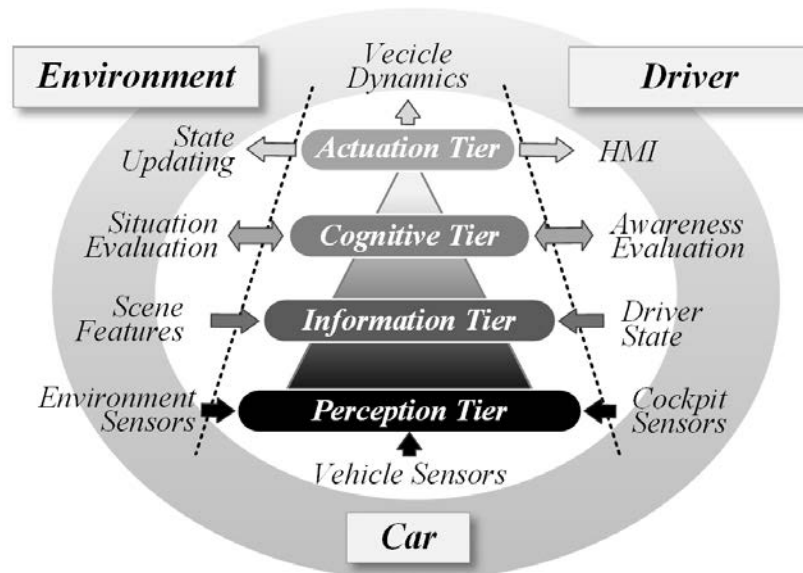 Environment
Vecicle
Dynamics
Driver
State
Updating
Actuation Tier
HMI
Situation
Evaluation
Cognitive Tier
Awareness
Evaluation
Scene
Features
Information Tier
Driver
State
Environment
Sensors
Perception Tier
Cockpit
Sensors
Vehicle Sensors
Car